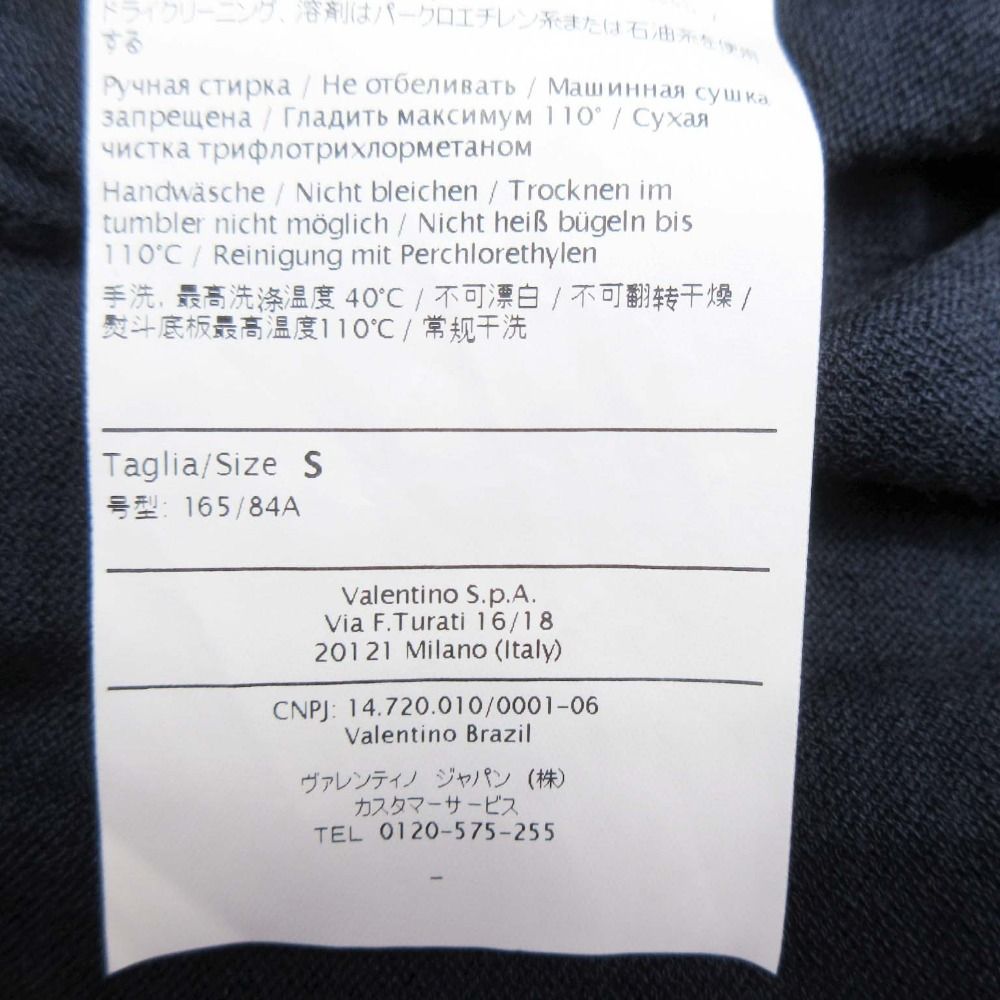 ドライクリーニング、溶剤はパークロエチレン系または石油系を使用
する
Ручная стирка / Не отбеливать / Машинная сушка
запрещена / Гладить максимум 110° / Сухая
чистка трифлотрихлорметаном
Handwäsche / Nicht bleichen / Trocknen im
tumbler nicht möglich / Nicht heiß bügeln bis
110°C / Reinigung mit Perchlorethylen
手洗, 最高洗涤温度 40°C / 不可漂白 / 不可翻转干燥 /
熨斗底板最高温度110°C / 常规干洗
Taglia/Size S
号型: 165/84A
Valentino S.p.A.
Via F.Turati 16/18
20121 Milano (Italy)
CNPJ: 14.720.010/0001-06
Valentino Brazil
ヴァレンティノ ジャパン (株)
カスタマーサービス
TEL 0120-575-255
-